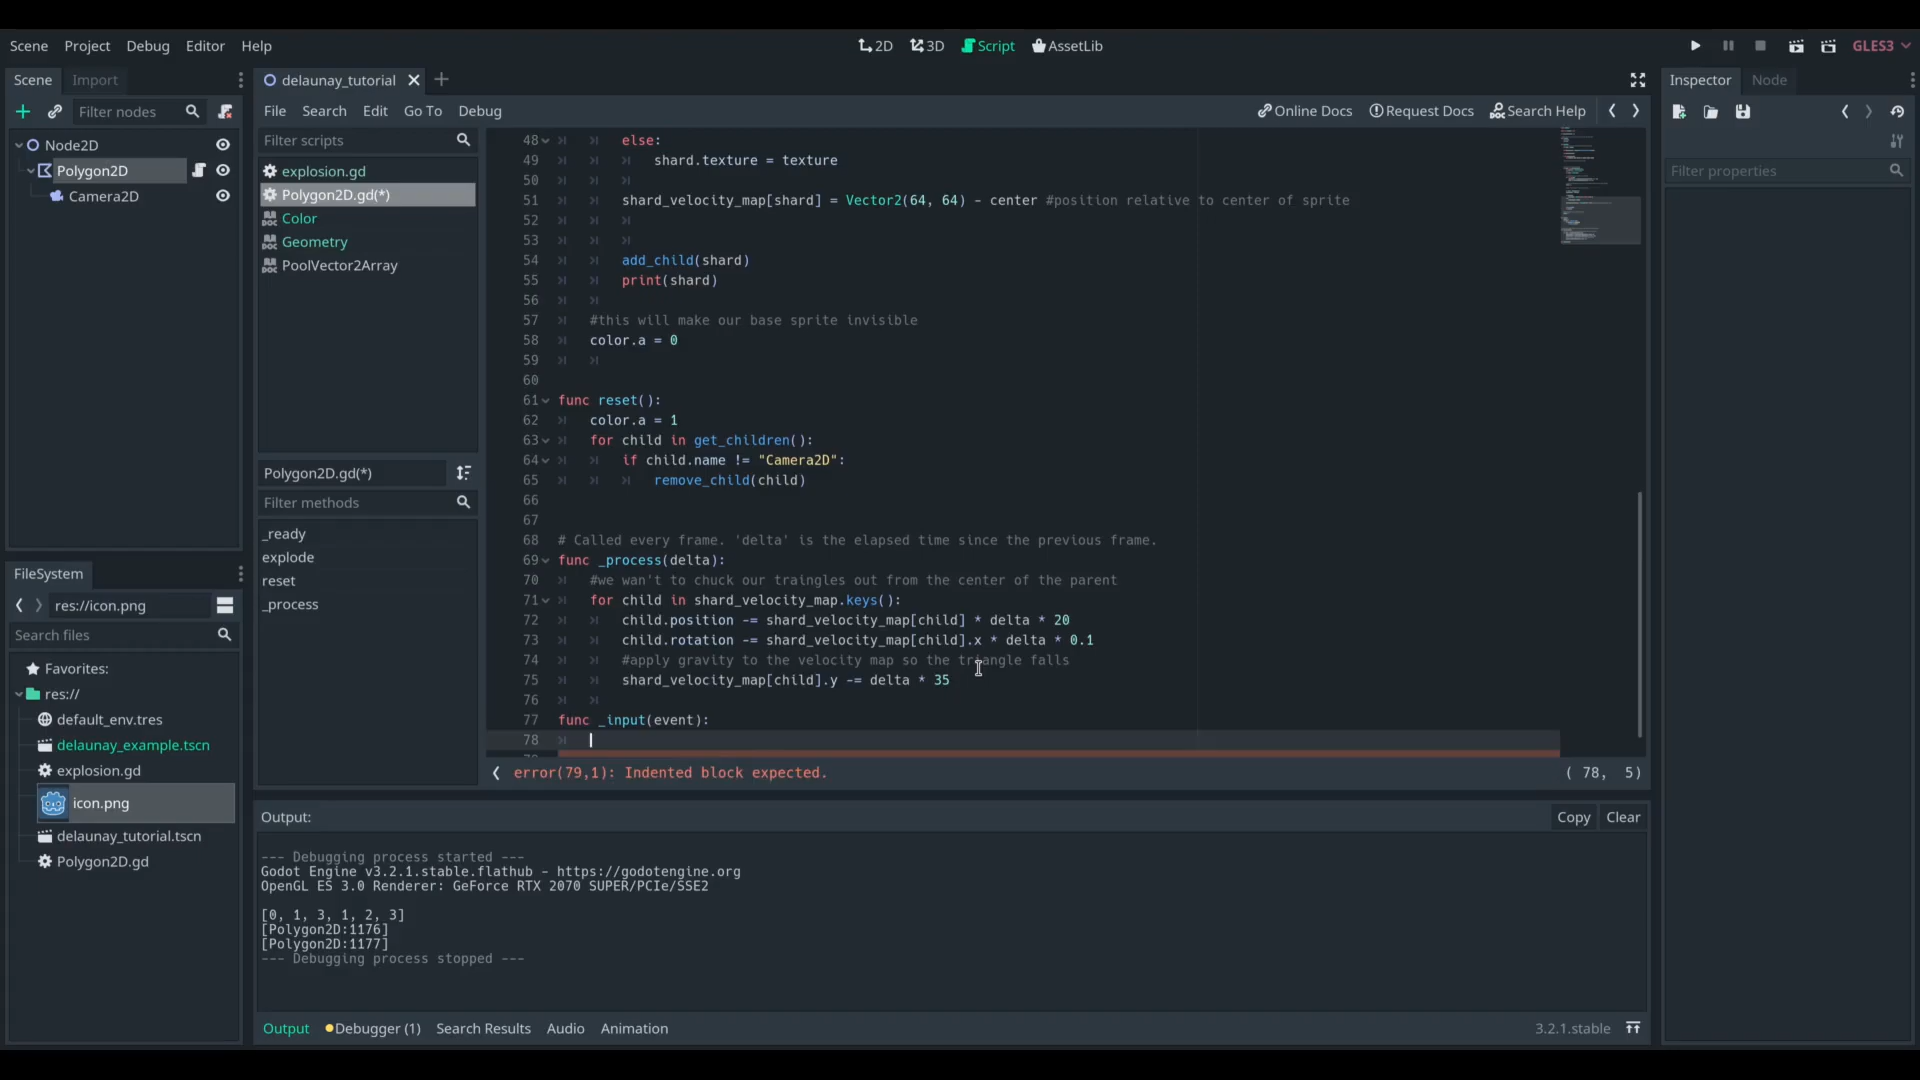 Scene Project Debug Editor Help
2D 3D Script AssetLib
GLES3
Scene Import
Filter nodes
Node2D
Polygon2D
Camera2D
FileSystem
res://icon.png
Search files
Favorites:
res://
default_env.tres
delaunay_example.tscn
explosion.gd
icon.png
delaunay_tutorial.tscn
Polygon2D.gd
delaunay_tutorial
File Search Edit Go To Debug
Online Docs Request Docs Search Help
Filter scripts
explosion.gd
Polygon2D.gd(*)
Color
Geometry
PoolVector2Array
Polygon2D.gd(*)
Filter methods
_ready
explode
reset
_process
48 else:
49 shard.texture = texture
50
51 shard_velocity_map[shard] = Vector2(64, 64) - center #position relative to center of sprite
52
53
54 add_child(shard)
55 print(shard)
56
57 #this will make our base sprite invisible
58 color.a = 0
59
60
61 func reset():
62 color.a = 1
63 for child in get_children():
64 if child.name != "Camera2D":
65 remove_child(child)
66
67
68 # Called every frame. 'delta' is the elapsed time since the previous frame.
69 func _process(delta):
70 #we wan't to chuck our traingles out from the center of the parent
71 for child in shard_velocity_map.keys():
72 child.position -= shard_velocity_map[child] * delta * 20
73 child.rotation -= shard_velocity_map[child].x * delta * 0.1
74 #apply gravity to the velocity map so the triangle falls
75 shard_velocity_map[child].y -= delta * 35
76
77 func _input(event):
78
error(79,1): Indented block expected.
( 78, 5)
Output:
Copy Clear
--- Debugging process started ---
Godot Engine v3.2.1.stable.flathub - https://godotengine.org
OpenGL ES 3.0 Renderer: GeForce RTX 2070 SUPER/PCIe/SSE2
[0, 1, 3, 1, 2, 3]
[Polygon2D:1176]
[Polygon2D:1177]
--- Debugging process stopped ---
Output Debugger (1) Search Results Audio Animation
3.2.1.stable
Inspector Node
Filter properties